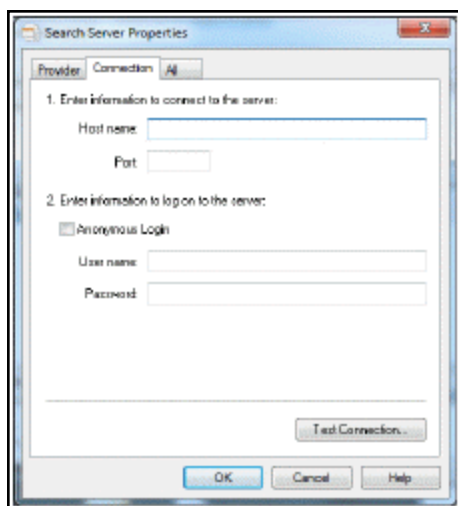 Search Server Properties
Provider Connection All
1. Enter information to connect to the server:
Host name:
Port:
2. Enter information to log on to the server:
Anonymous Login
User name:
Password:
Test Connection...
OK Cancel Help